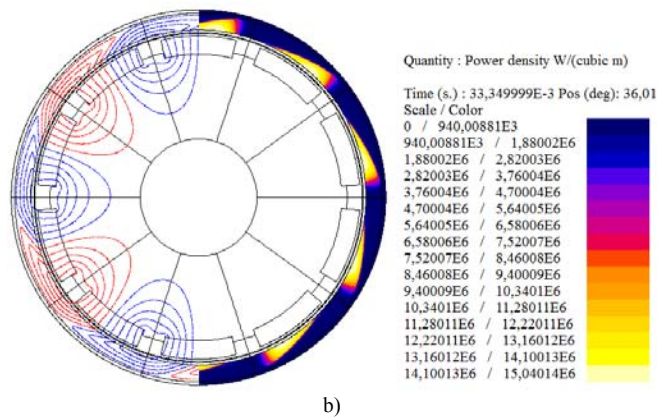 Quantity : Power density W/(cubic m)
Time (s.) : 33,349999E-3 Pos (deg): 36,01
Scale / Color
0 / 940,00881E3
940,00881E3 / 1,88002E6
1,88002E6 / 2,82003E6
2,82003E6 / 3,76004E6
3,76004E6 / 4,70004E6
4,70004E6 / 5,64005E6
5,64005E6 / 6,58006E6
6,58006E6 / 7,52007E6
7,52007E6 / 8,46008E6
8,46008E6 / 9,40009E6
9,40009E6 / 10,3401E6
10,3401E6 / 11,28011E6
11,28011E6 / 12,22011E6
12,22011E6 / 13,16012E6
13,16012E6 / 14,10013E6
14,10013E6 / 15,04014E6
b)